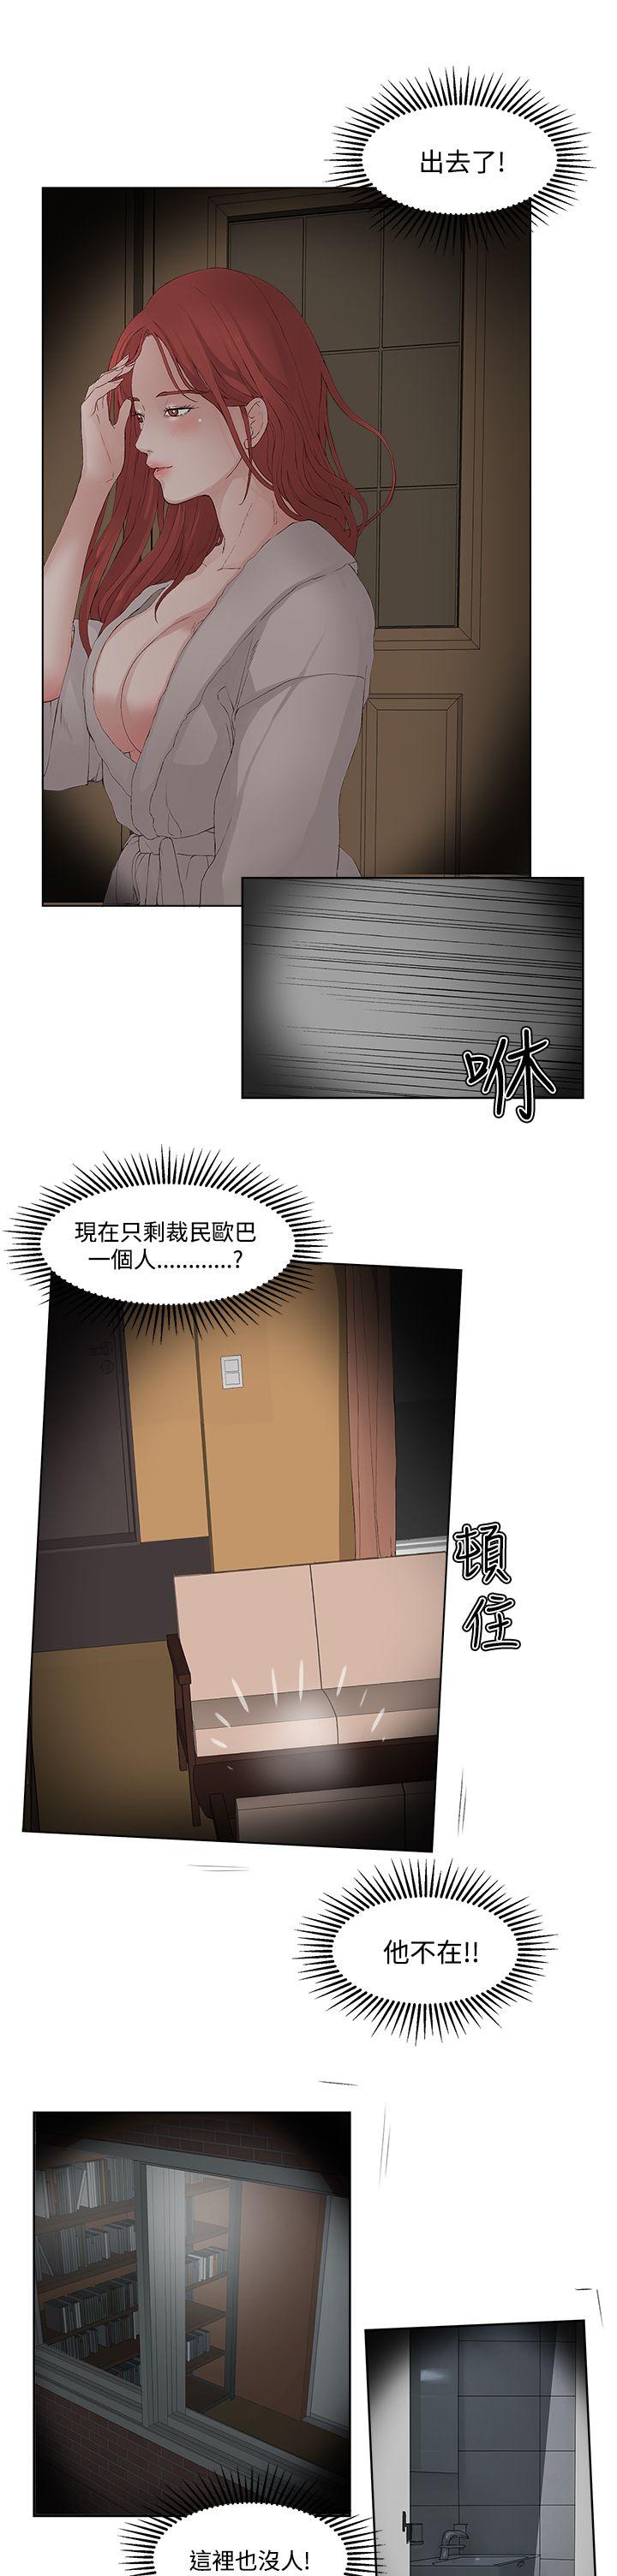 出去了!
咻
現在只剩裁民歐巴
一個人............?
頓
住
他不在!!
這裡也沒人!